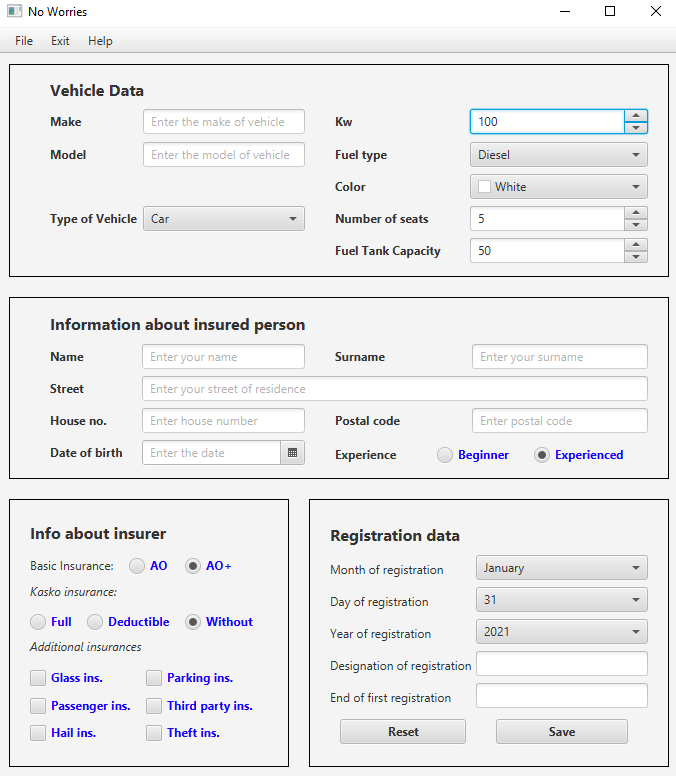 No Worries
File Exit Help
Vehicle Data
Make Enter the make of vehicle Kw 100
Model Enter the model of vehicle Fuel type Diesel
Color White
Type of Vehicle Car Number of seats 5
Fuel Tank Capacity 50
Information about insured person
Name Enter your name Surname Enter your surname
Street Enter your street of residence
House no. Enter house number Postal code Enter postal code
Date of birth Enter the date Experience Beginner Experienced
Info about insurer
Basic Insurance: AO AO+
Kasko insurance:
Full Deductible Without
Additional insurances
Glass ins. Parking ins.
Passenger ins. Third party ins.
Hail ins. Theft ins.
Registration data
Month of registration January
Day of registration 31
Year of registration 2021
Designation of registration
End of first registration
Reset Save